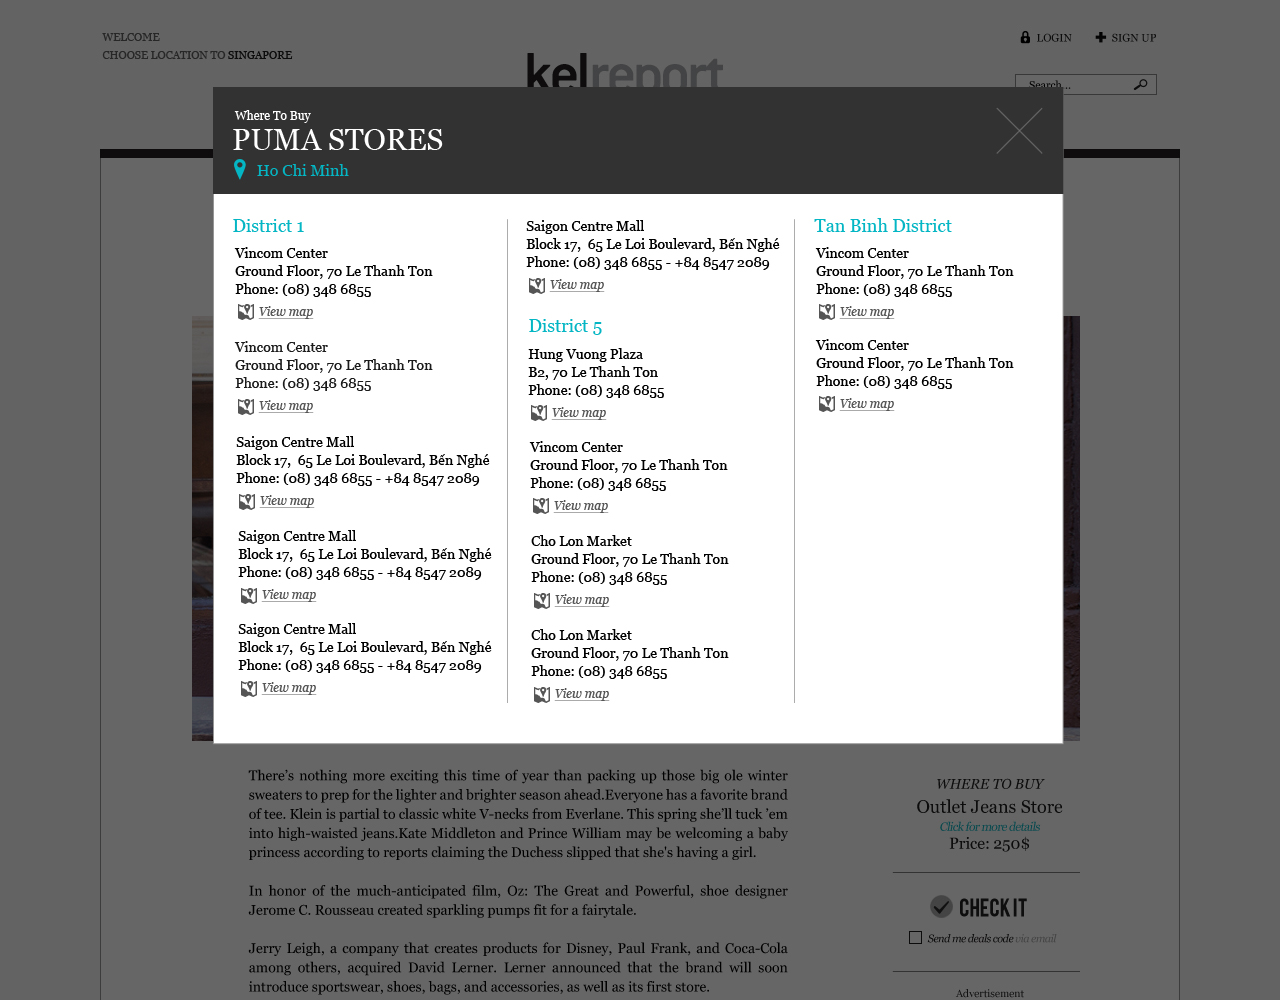 WELCOME
CHOOSE LOCATION TO SINGAPORE
LOGIN
SIGN UP
kelreport
Search...
Where To Buy
PUMA STORES
Ho Chi Minh
District 1
Vincom Center
Ground Floor, 70 Le Thanh Ton
Phone: (08) 348 6855
View map
Vincom Center
Ground Floor, 70 Le Thanh Ton
Phone: (08) 348 6855
View map
Saigon Centre Mall
Block 17,  65 Le Loi Boulevard, Bến Nghé
Phone: (08) 348 6855 - +84 8547 2089
View map
Saigon Centre Mall
Block 17,  65 Le Loi Boulevard, Bến Nghé
Phone: (08) 348 6855 - +84 8547 2089
View map
Saigon Centre Mall
Block 17,  65 Le Loi Boulevard, Bến Nghé
Phone: (08) 348 6855 - +84 8547 2089
View map
Saigon Centre Mall
Block 17,  65 Le Loi Boulevard, Bến Nghé
Phone: (08) 348 6855 - +84 8547 2089
View map
District 5
Hung Vuong Plaza
B2, 70 Le Thanh Ton
Phone: (08) 348 6855
View map
Vincom Center
Ground Floor, 70 Le Thanh Ton
Phone: (08) 348 6855
View map
Cho Lon Market
Ground Floor, 70 Le Thanh Ton
Phone: (08) 348 6855
View map
Cho Lon Market
Ground Floor, 70 Le Thanh Ton
Phone: (08) 348 6855
View map
Tan Binh District
Vincom Center
Ground Floor, 70 Le Thanh Ton
Phone: (08) 348 6855
View map
Vincom Center
Ground Floor, 70 Le Thanh Ton
Phone: (08) 348 6855
View map
There's nothing more exciting this time of year than packing up those big ole winter
sweaters to prep for the lighter and brighter season ahead.Everyone has a favorite brand
of tee. Klein is partial to classic white V-necks from Everlane. This spring she'll tuck 'em
into high-waisted jeans.Kate Middleton and Prince William may be welcoming a baby
princess according to reports claiming the Duchess slipped that she's having a girl.
In honor of the much-anticipated film, Oz: The Great and Powerful, shoe designer
Jerome C. Rousseau created sparkling pumps fit for a fairytale.
Jerry Leigh, a company that creates products for Disney, Paul Frank, and Coca-Cola
among others, acquired David Lerner. Lerner announced that the brand will soon
introduce sportswear, shoes, bags, and accessories, as well as its first store.
WHERE TO BUY
Outlet Jeans Store
Click for more details
Price: 250$
CHECK IT
Send me deals code via email
Advertisement